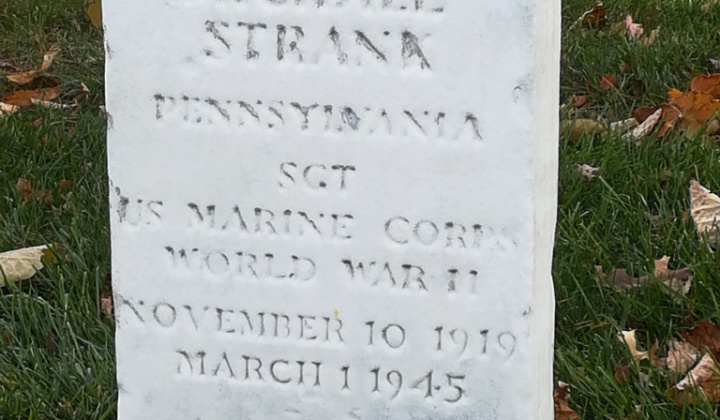 STRANK
PENNSYLVANIA
SGT
US MARINE CORPS
WORLD WAR II
NOVEMBER 10 1919
MARCH 1 1945